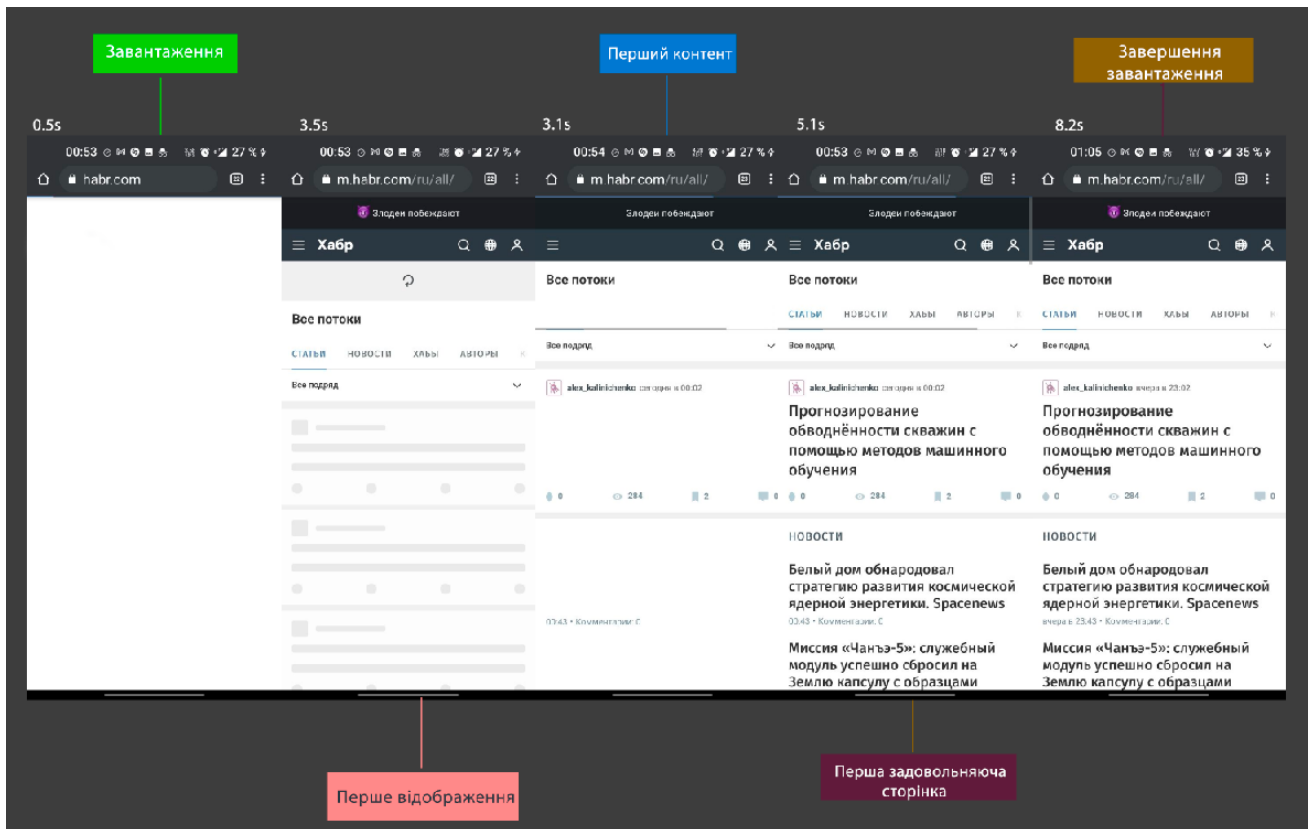 Завантаження
Перший контент
Завершення
завантаження
0.5s
3.5s
3.1s
5.1s
8.2s
00:53
27 %
00:53
27 %
00:54
27 %
00:53
27 %
01:05
35 %
habr.com
m.habr.com/ru/all/
m.habr.com/ru/all/
m.habr.com/ru/all/
m.habr.com/ru/all/
Злодеи побеждают
Злодеи побеждают
Злодеи побеждают
Злодеи побеждают
Хабр
Хабр
Хабр
Все потоки
СТАТЬИ НОВОСТИ ХАБЫ АВТОРЫ К
Все подряд
Все потоки
Все подряд
alex_kalinichenko сегодня в 00:02
0 284 2 0
00:43 • Комментарии: 0
Все потоки
СТАТЬИ НОВОСТИ ХАБЫ АВТОРЫ К
Все подряд
alex_kalinichenko сегодня в 00:02
Прогнозирование
обводнённости скважин с
помощью методов машинного
обучения
0 284 2 0
НОВОСТИ
Белый дом обнародовал
стратегию развития космической
ядерной энергетики. Spacenews
00:43 • Комментарии: 0
Миссия «Чанъэ-5»: служебный
модуль успешно сбросил на
Землю капсулу с образцами
Все потоки
СТАТЬИ НОВОСТИ ХАБЫ АВТОРЫ К
Все подряд
alex_kalinichenko вчера в 23:02
Прогнозирование
обводнённости скважин с
помощью методов машинного
обучения
0 284 2 0
НОВОСТИ
Белый дом обнародовал
стратегию развития космической
ядерной энергетики. Spacenews
вчера в 23:43 • Комментарии: 0
Миссия «Чанъэ-5»: служебный
модуль успешно сбросил на
Землю капсулу с образцами
Перше відображення
Перша задовольняюча
сторінка